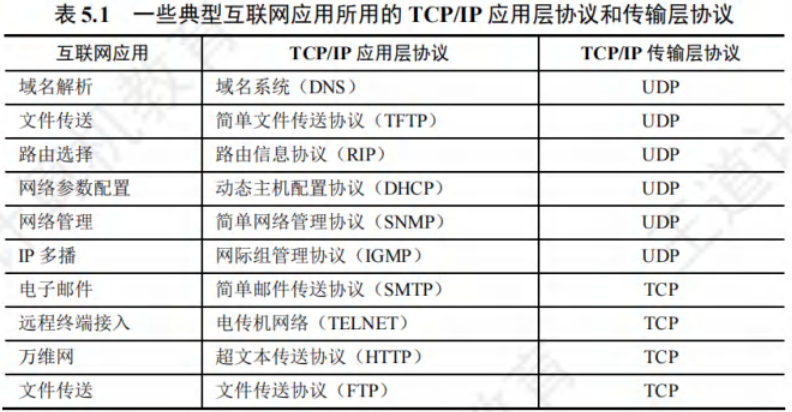 表 5.1 一些典型互联网应用所用的 TCP/IP 应用层协议和传输层协议
互联网应用 TCP/IP 应用层协议 TCP/IP 传输层协议
域名解析 域名系统（DNS） UDP
文件传送 简单文件传送协议（TFTP） UDP
路由选择 路由信息协议（RIP） UDP
网络参数配置 动态主机配置协议（DHCP） UDP
网络管理 简单网络管理协议（SNMP） UDP
IP 多播 网际组管理协议（IGMP） UDP
电子邮件 简单邮件传送协议（SMTP） TCP
远程终端接入 电传机网络（TELNET） TCP
万维网 超文本传送协议（HTTP） TCP
文件传送 文件传送协议（FTP） TCP